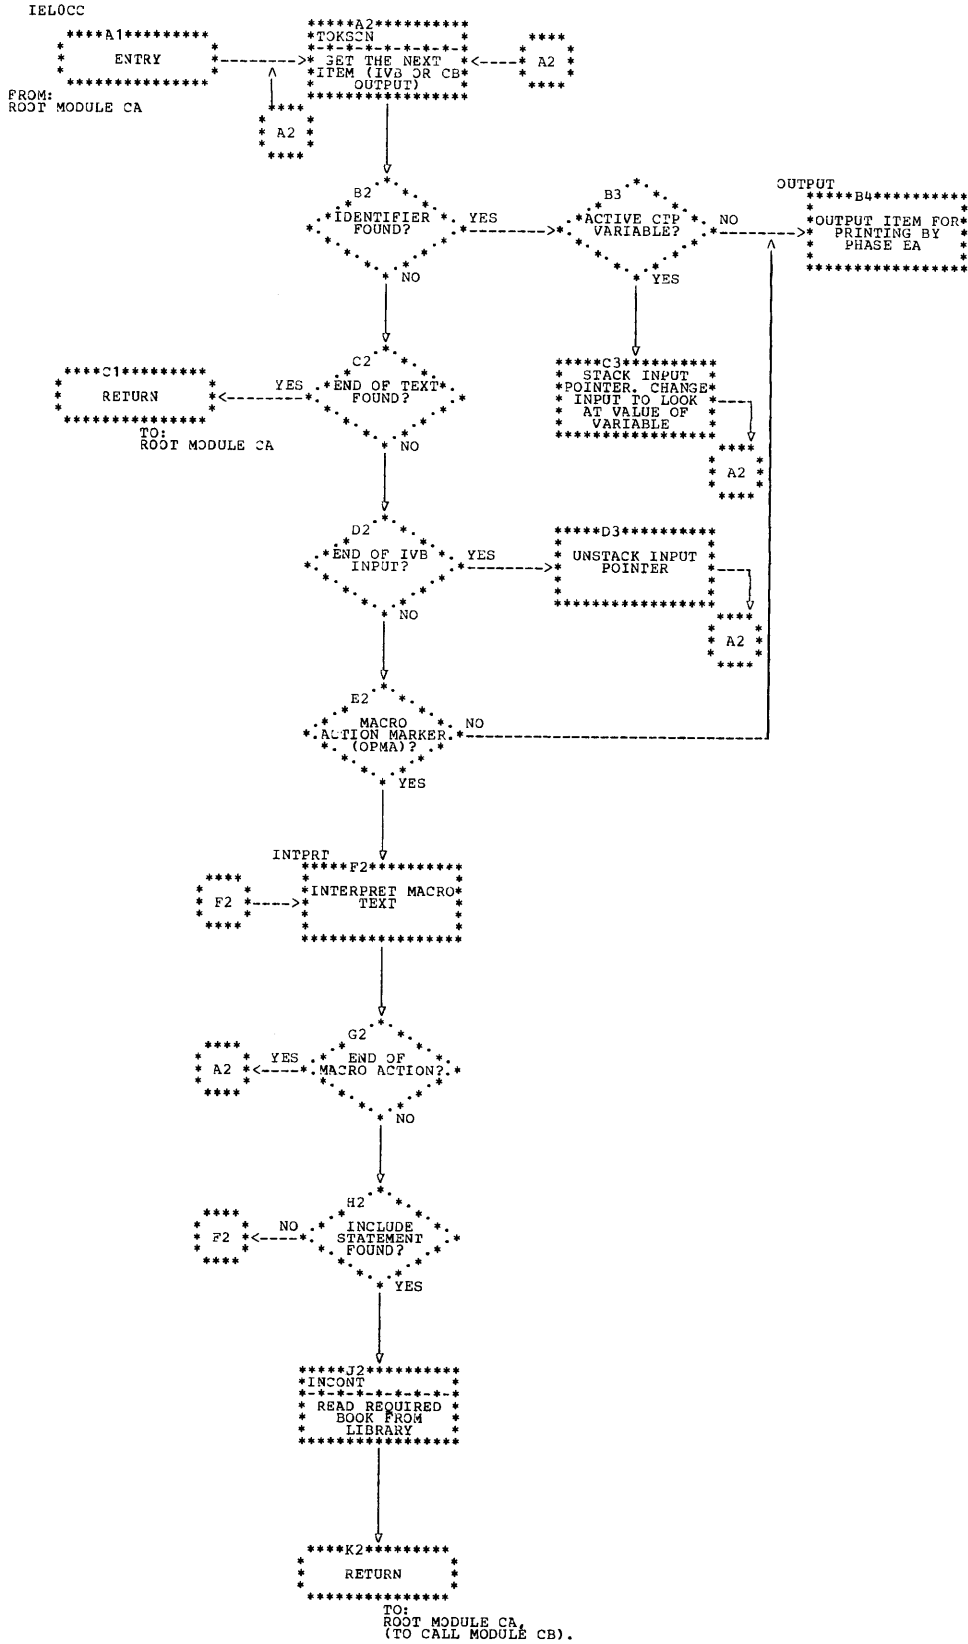 IEL0CC
A1
ENTRY
FROM:
ROOT MODULE CA
A2
A2
TOKSCN
GET THE NEXT
ITEM (IVB OR CB
OUTPUT)
A2
B2
IDENTIFIER
FOUND?
YES
NO
B3
ACTIVE CTP
VARIABLE?
NO
YES
OUTPUT
B4
OUTPUT ITEM FOR
PRINTING BY
PHASE EA
C1
RETURN
TO:
ROOT MODULE CA
YES
C2
END OF TEXT
FOUND?
NO
C3
STACK INPUT
POINTER. CHANGE
INPUT TO LOOK
AT VALUE OF
VARIABLE
A2
D2
END OF IVB
INPUT?
YES
NO
D3
UNSTACK INPUT
POINTER
A2
E2
MACRO
ACTION MARKER
(OPMA)?
NO
YES
INTPRT
F2
F2
INTERPRET MACRO
TEXT
A2
YES
G2
END OF
MACRO ACTION?
NO
F2
NO
H2
INCLUDE
STATEMENT
FOUND?
YES
J2
INCONT
READ REQUIRED
BOOK FROM
LIBRARY
K2
RETURN
TO:
ROOT MODULE CA,
(TO CALL MODULE CB).